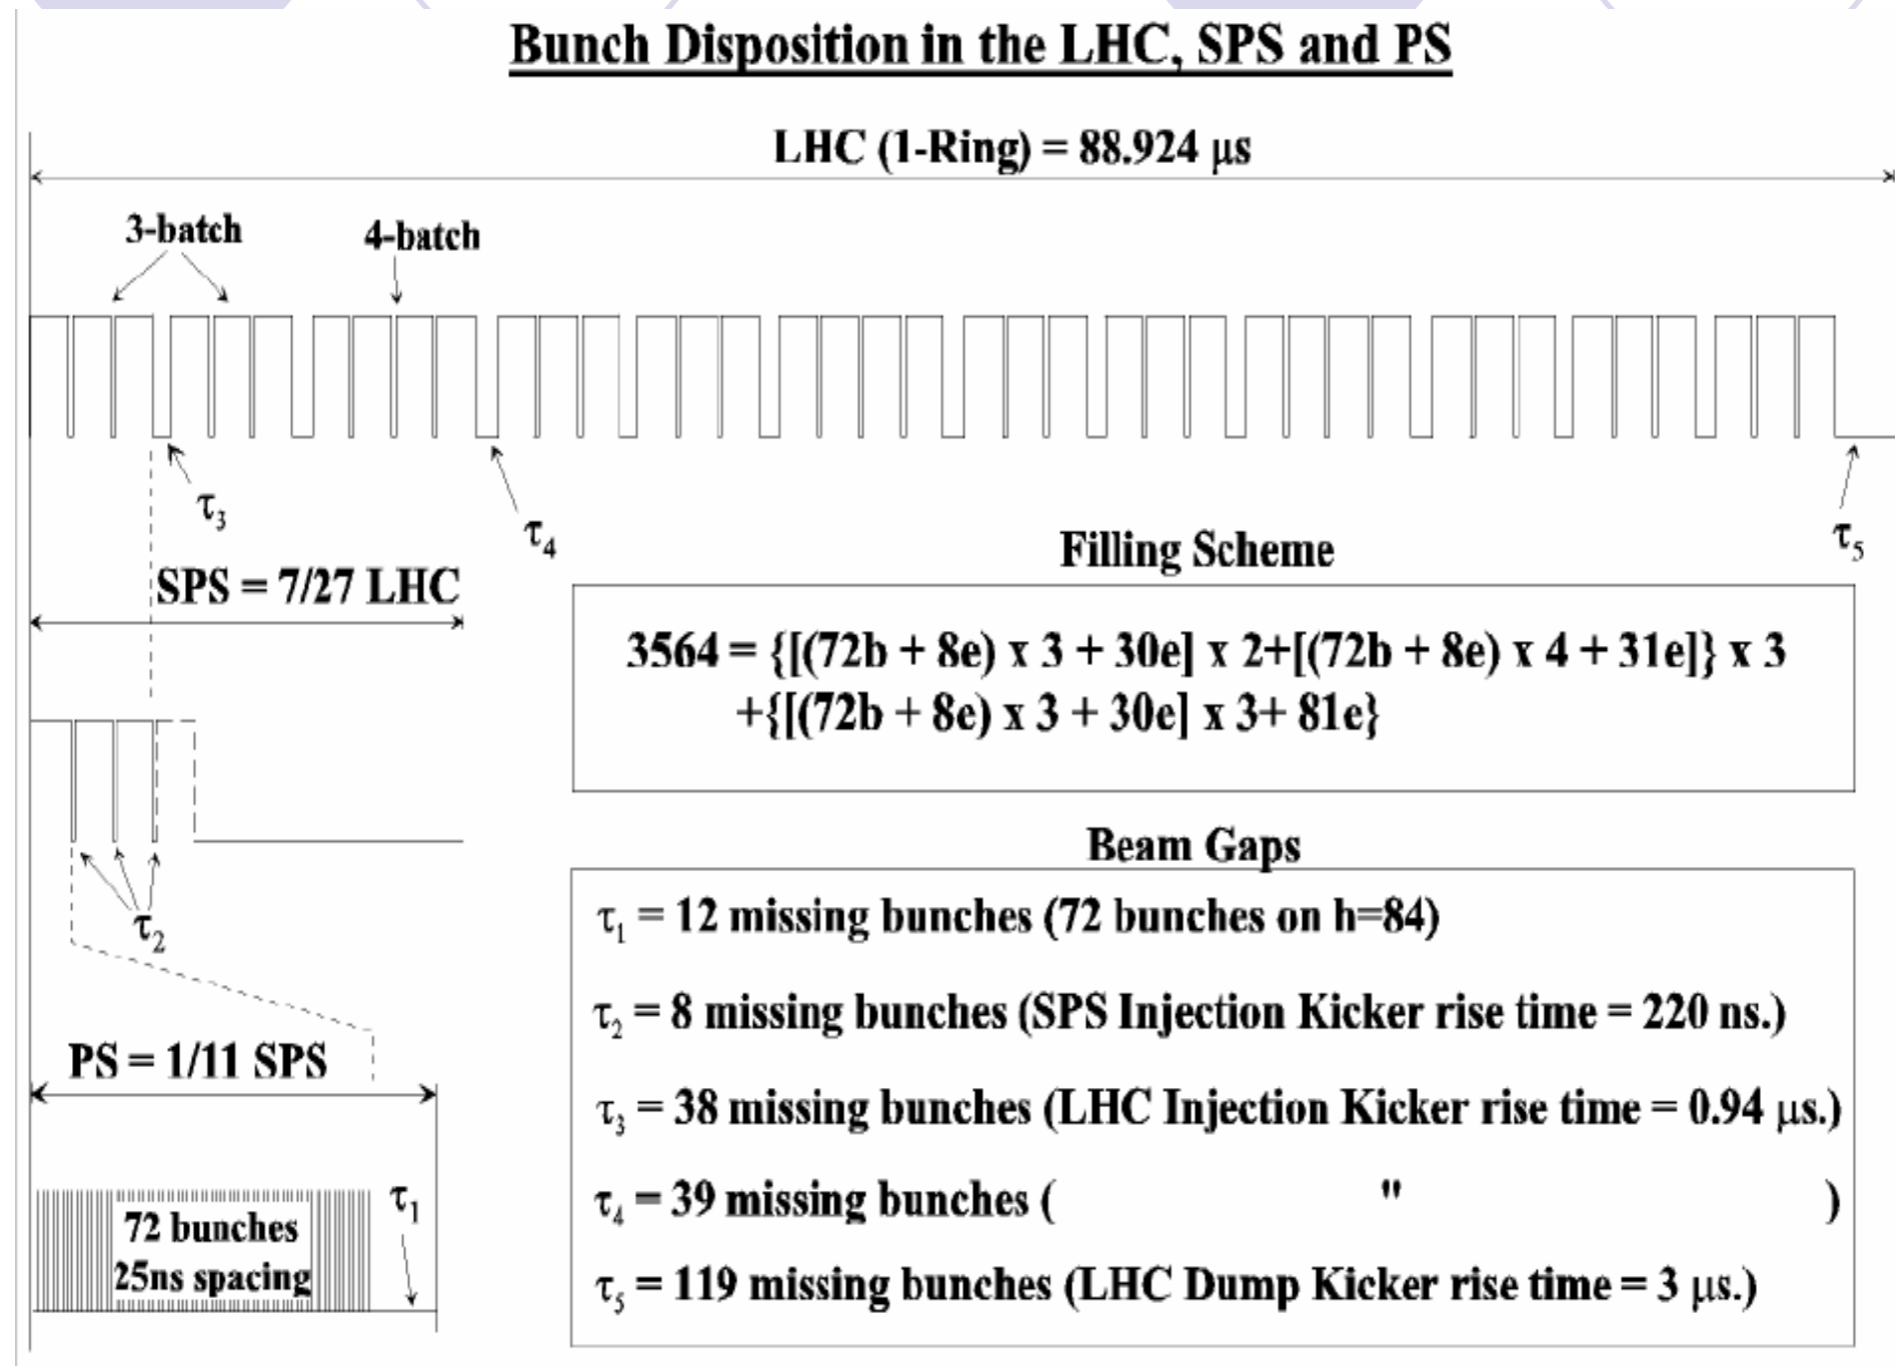 Bunch Disposition in the LHC, SPS and PS
LHC (1-Ring) = 88.924 μs
3-batch
4-batch
τ3
τ4
τ5
SPS = 7/27 LHC
Filling Scheme
3564 = {[(72b + 8e) x 3 + 30e] x 2+[(72b + 8e) x 4 + 31e]} x 3
+{[(72b + 8e) x 3 + 30e] x 3+ 81e}
τ2
Beam Gaps
τ1 = 12 missing bunches (72 bunches on h=84)
τ2 = 8 missing bunches (SPS Injection Kicker rise time = 220 ns.)
τ3 = 38 missing bunches (LHC Injection Kicker rise time = 0.94 μs.)
τ4 = 39 missing bunches ( " )
τ5 = 119 missing bunches (LHC Dump Kicker rise time = 3 μs.)
PS = 1/11 SPS
τ1
72 bunches
25ns spacing